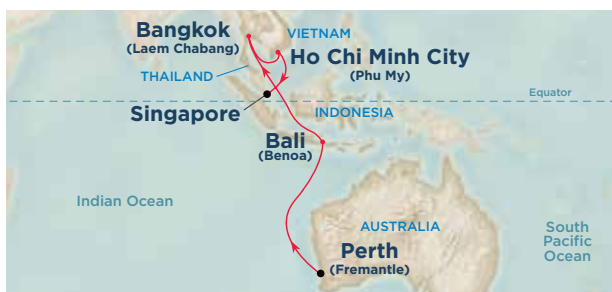 Bangkok
(Laem Chabang)
VIETNAM
Ho Chi Minh City
(Phu My)
THAILAND
Equator
Singapore
INDONESIA
Bali
(Benoa)
Indian Ocean
AUSTRALIA
South
Pacific
Ocean
Perth
(Fremantle)